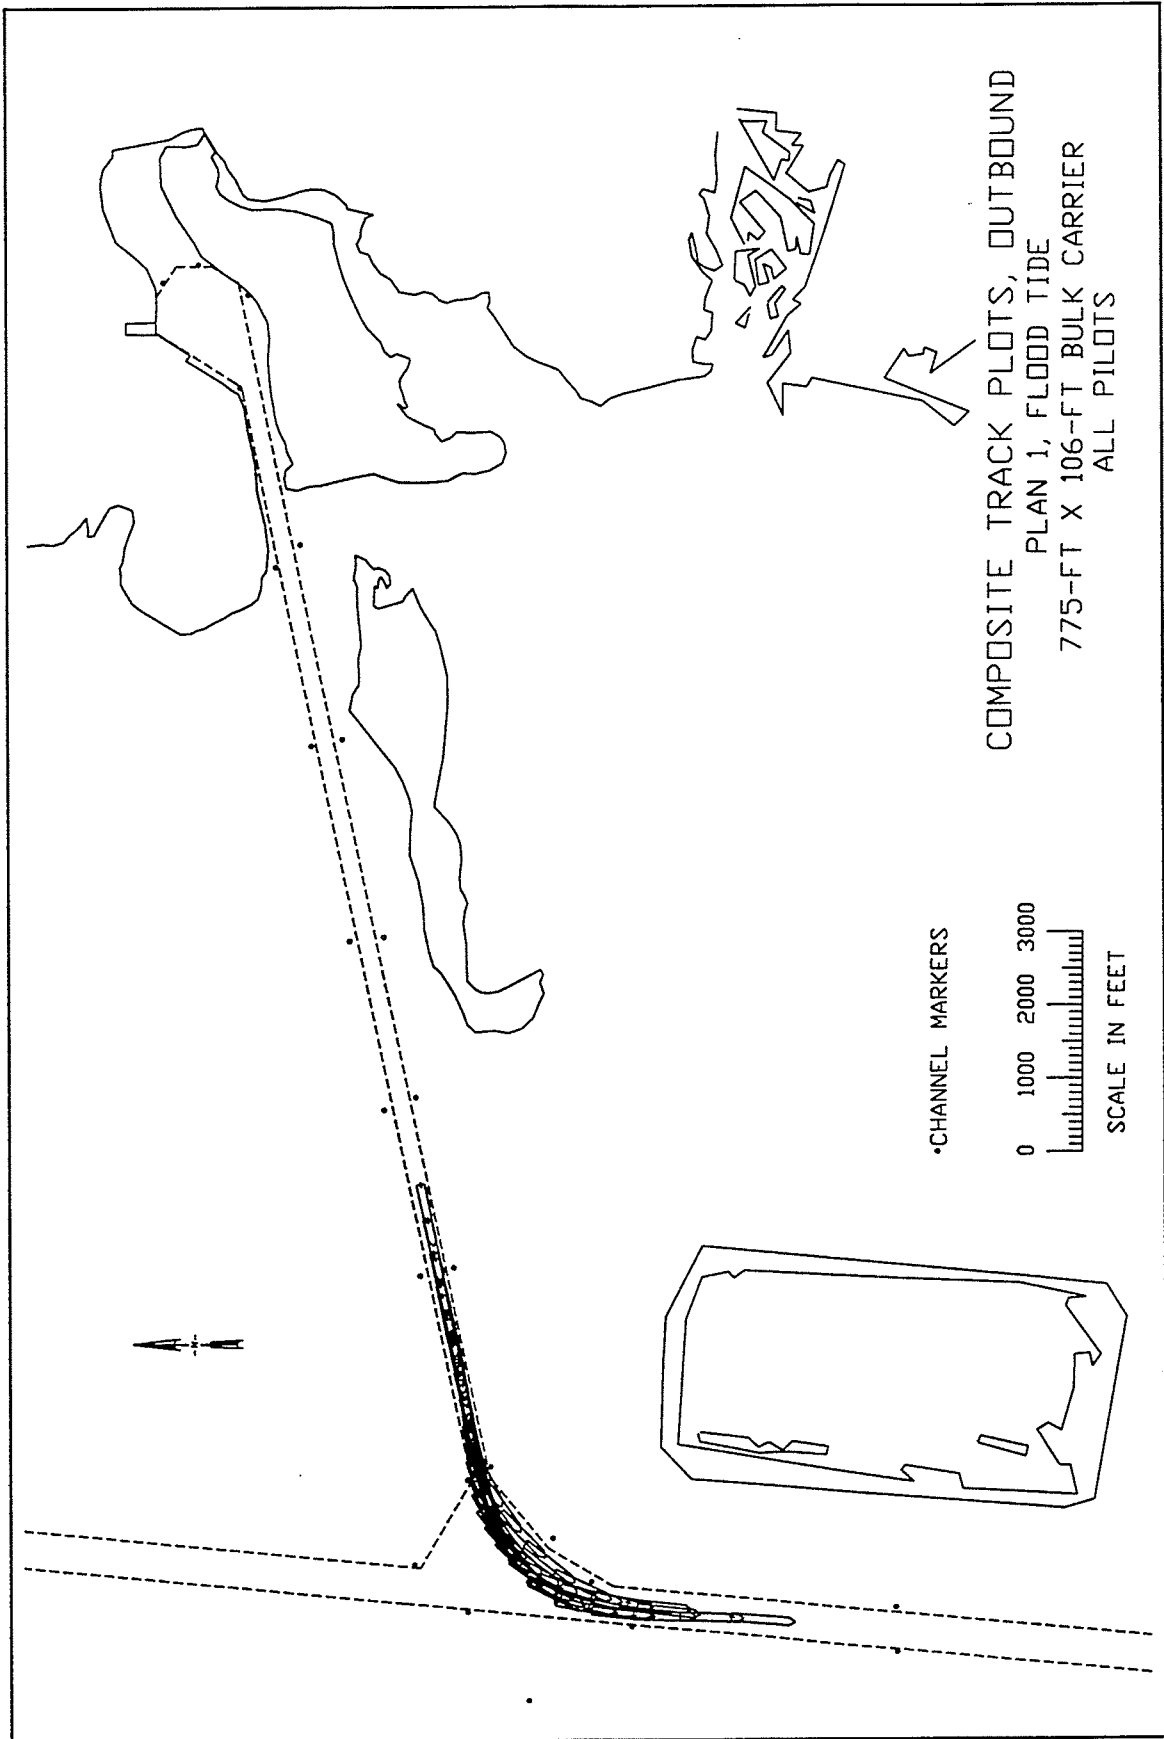 COMPOSITE TRACK PLOTS, OUTBOUND
PLAN 1, FLOOD TIDE
775-FT X 106-FT BULK CARRIER
ALL PILOTS
•CHANNEL MARKERS
0 1000 2000 3000
SCALE IN FEET
N